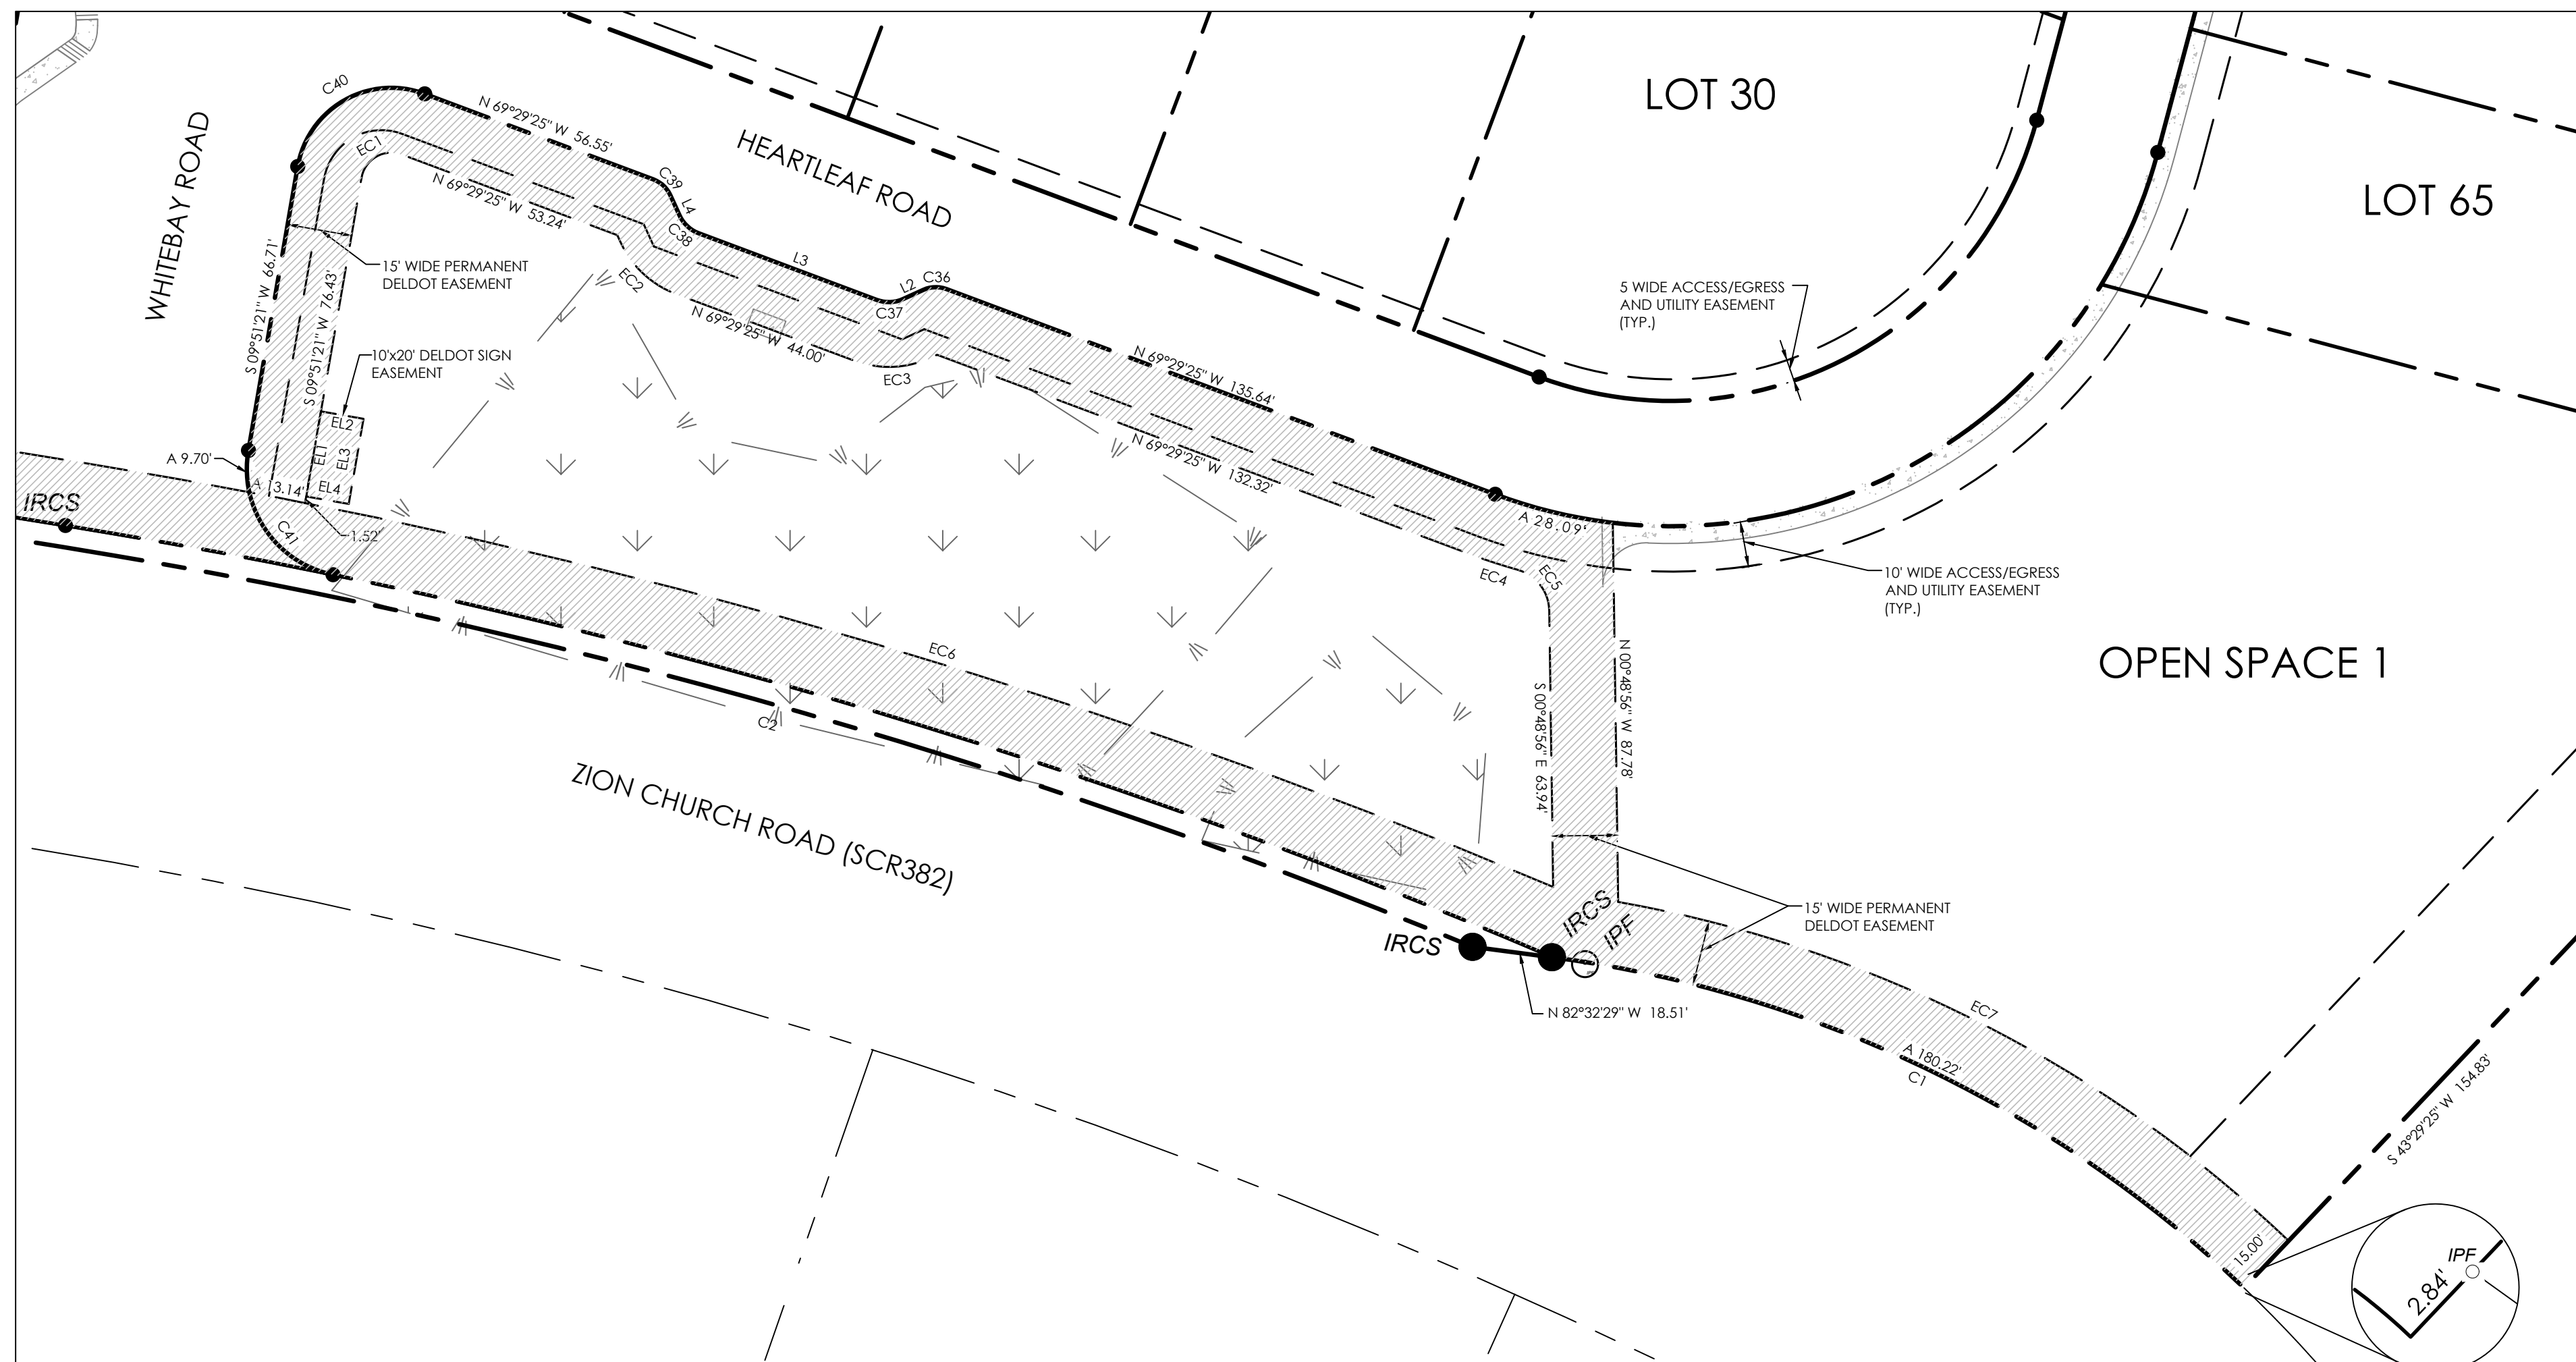 C40
N 69°29'25" W  56.55'
EC1
N 69°29'25" W  53.24'
WHITEBAY ROAD
HEARTLEAF ROAD
LOT 30
LOT 65
C39
L4
C38
L3
L2
C36
C37
EC2
N 69°29'25" W  44.00'
EC3
15' WIDE PERMANENT
DELDOT EASEMENT
S 09°51'21" W  66.71'
S 09°51'21" W  76.43'
10'x20' DELDOT SIGN
EASEMENT
EL2
EL1
EL3
EL4
A 9.70'
A 13.14'
1.52'
C41
IRCS
5 WIDE ACCESS/EGRESS
AND UTILITY EASEMENT
(TYP.)
N 69°29'25" W  135.64'
N 69°29'25" W  132.32'
A 28.09'
EC4
EC5
10' WIDE ACCESS/EGRESS
AND UTILITY EASEMENT
(TYP.)
OPEN SPACE 1
N 00°48'56" W  87.78'
S 00°48'56" E  63.94'
EC6
C2
ZION CHURCH ROAD (SCR382)
IRCS
IPF
IRCS
15' WIDE PERMANENT
DELDOT EASEMENT
N 82°32'29" W  18.51'
EC7
A 180.22'
C1
S 43°29'25" W  154.83'
15.00'
IPF
2.84'